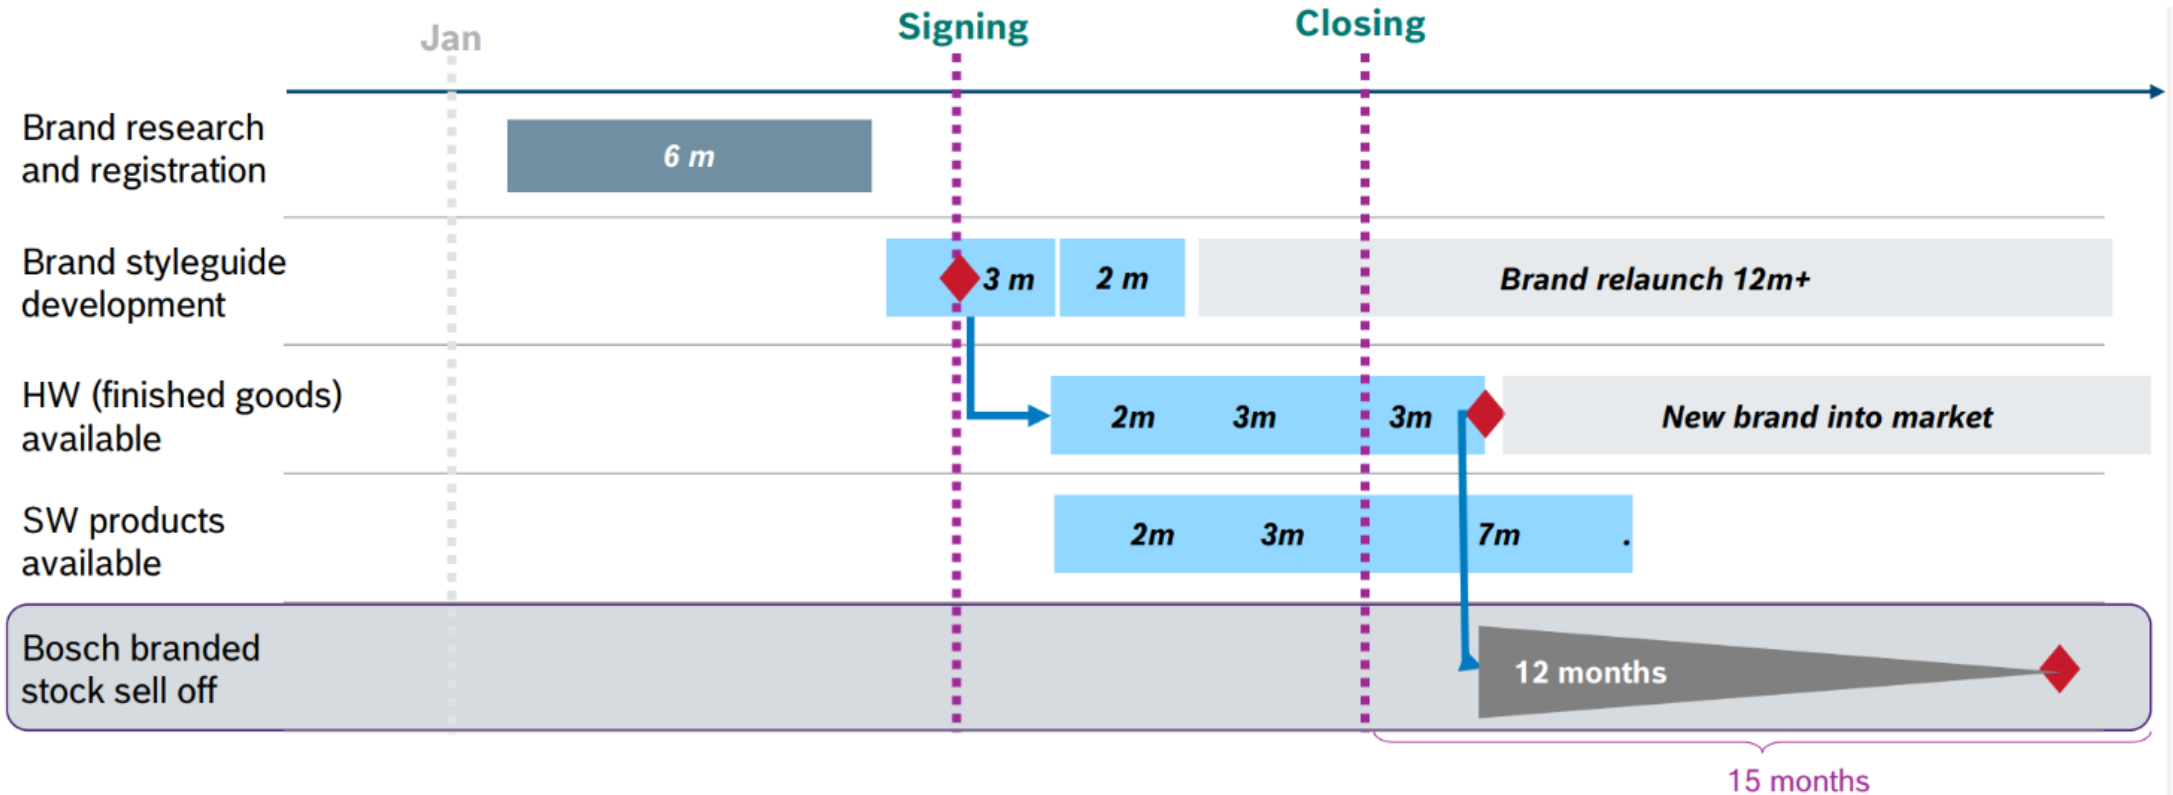 Jan
Signing
Closing
Brand research
and registration
6 m
Brand styleguide
development
3 m
2 m
Brand relaunch 12m+
HW (finished goods)
available
2m
3m
3m
New brand into market
SW products
available
2m
3m
7m
.
Bosch branded
stock sell off
12 months
15 months